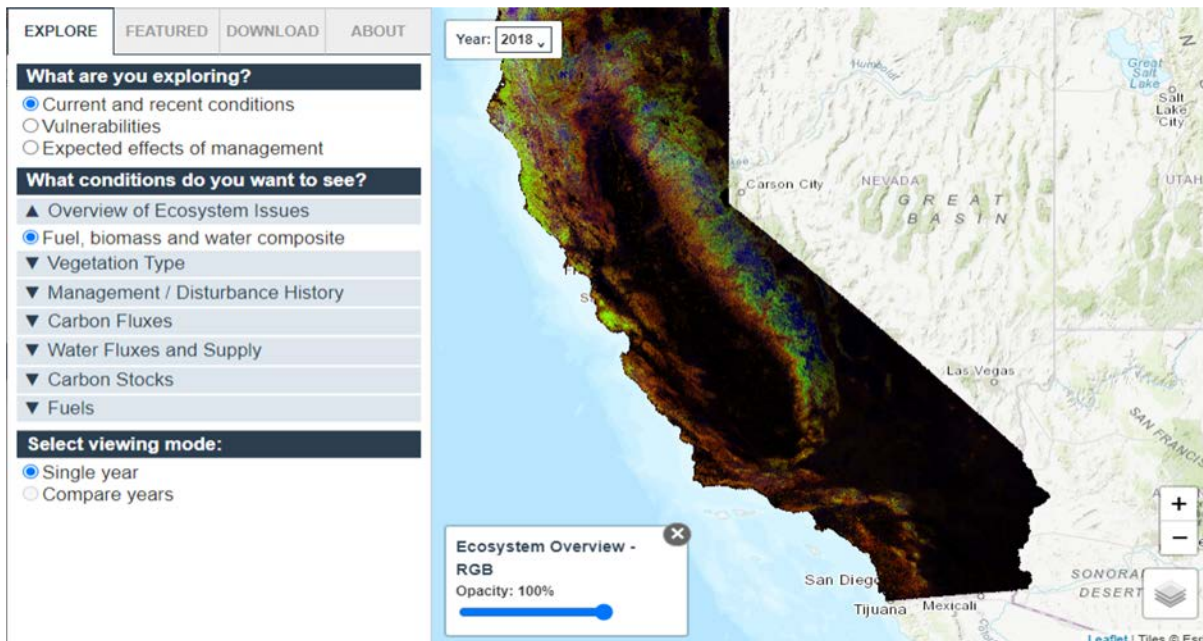 EXPLORE
FEATURED
DOWNLOAD
ABOUT
What are you exploring?
Current and recent conditions
Vulnerabilities
Expected effects of management
What conditions do you want to see?
▲ Overview of Ecosystem Issues
Fuel, biomass and water composite
▼ Vegetation Type
▼ Management / Disturbance History
▼ Carbon Fluxes
▼ Water Fluxes and Supply
▼ Carbon Stocks
▼ Fuels
Select viewing mode:
Single year
Compare years
Year: 2018
Humboldt
Great
Salt
Lake
Salt
Lake
City
Carson City
NEVADA
UTAH
GREAT
BASIN
Las Vegas
SAN FRANCIS
Ecosystem Overview -
RGB
Opacity: 100%
+
−
San Diego
Tijuana
Mexicali
SONORA
DESERT
Leaflet | Tiles © Esr